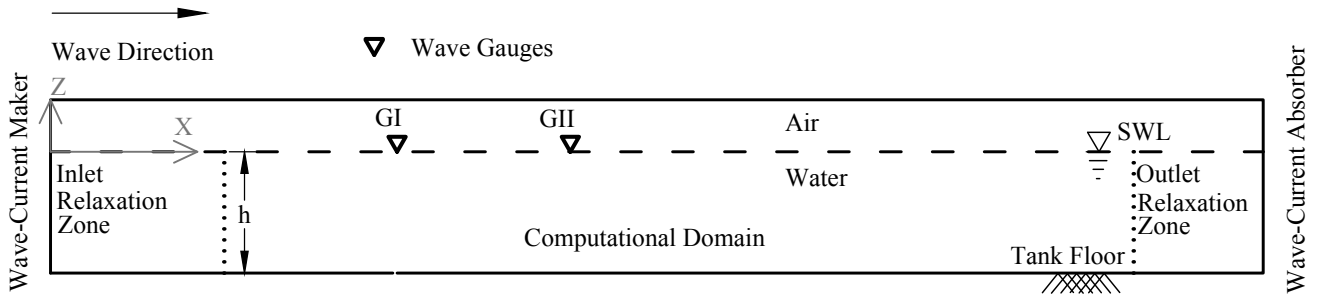 Wave Direction
Wave Gauges
Z
X
GI
GII
Air
SWL
Water
Inlet
Relaxation
Zone
h
Computational Domain
Tank Floor
Outlet
Relaxation
Zone
Wave-Current Maker
Wave-Current Absorber